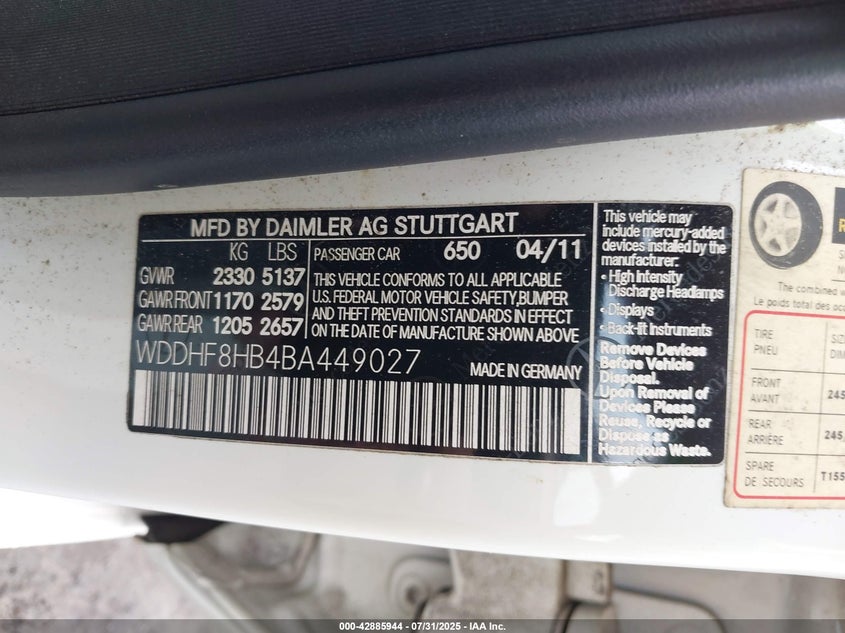 MFD BY DAIMLER AG STUTTGART
KG LBS
GVWR 2330 5137
GAWR FRONT 1170 2579
GAWR REAR 1205 2657
PASSENGER CAR 650 04/11
THIS VEHICLE CONFORMS TO ALL APPLICABLE
U.S. FEDERAL MOTOR VEHICLE SAFETY,BUMPER
AND THEFT PREVENTION STANDARDS IN EFFECT
ON THE DATE OF MANUFACTURE SHOWN ABOVE
WDDHF8HB4BA449027
MADE IN GERMANY
This vehicle may
include mercury-added
devices installed by the
manufacturer:
• High Intensity
Discharge Headlamps
• Displays
• Back-lit Instruments
Remove Devices
Before Vehicle
Disposal.
Upon Removal of
Devices Please
Reuse, Recycle or
Dispose as
Hazardous Waste.
The combined
Le poids total des
TIRE
PNEU
FRONT
AVANT
245
REAR
ARRIÈRE
245
SPARE
DE SECOURS
T155
000-42885944 / 07/31/2025 - IAA Inc.